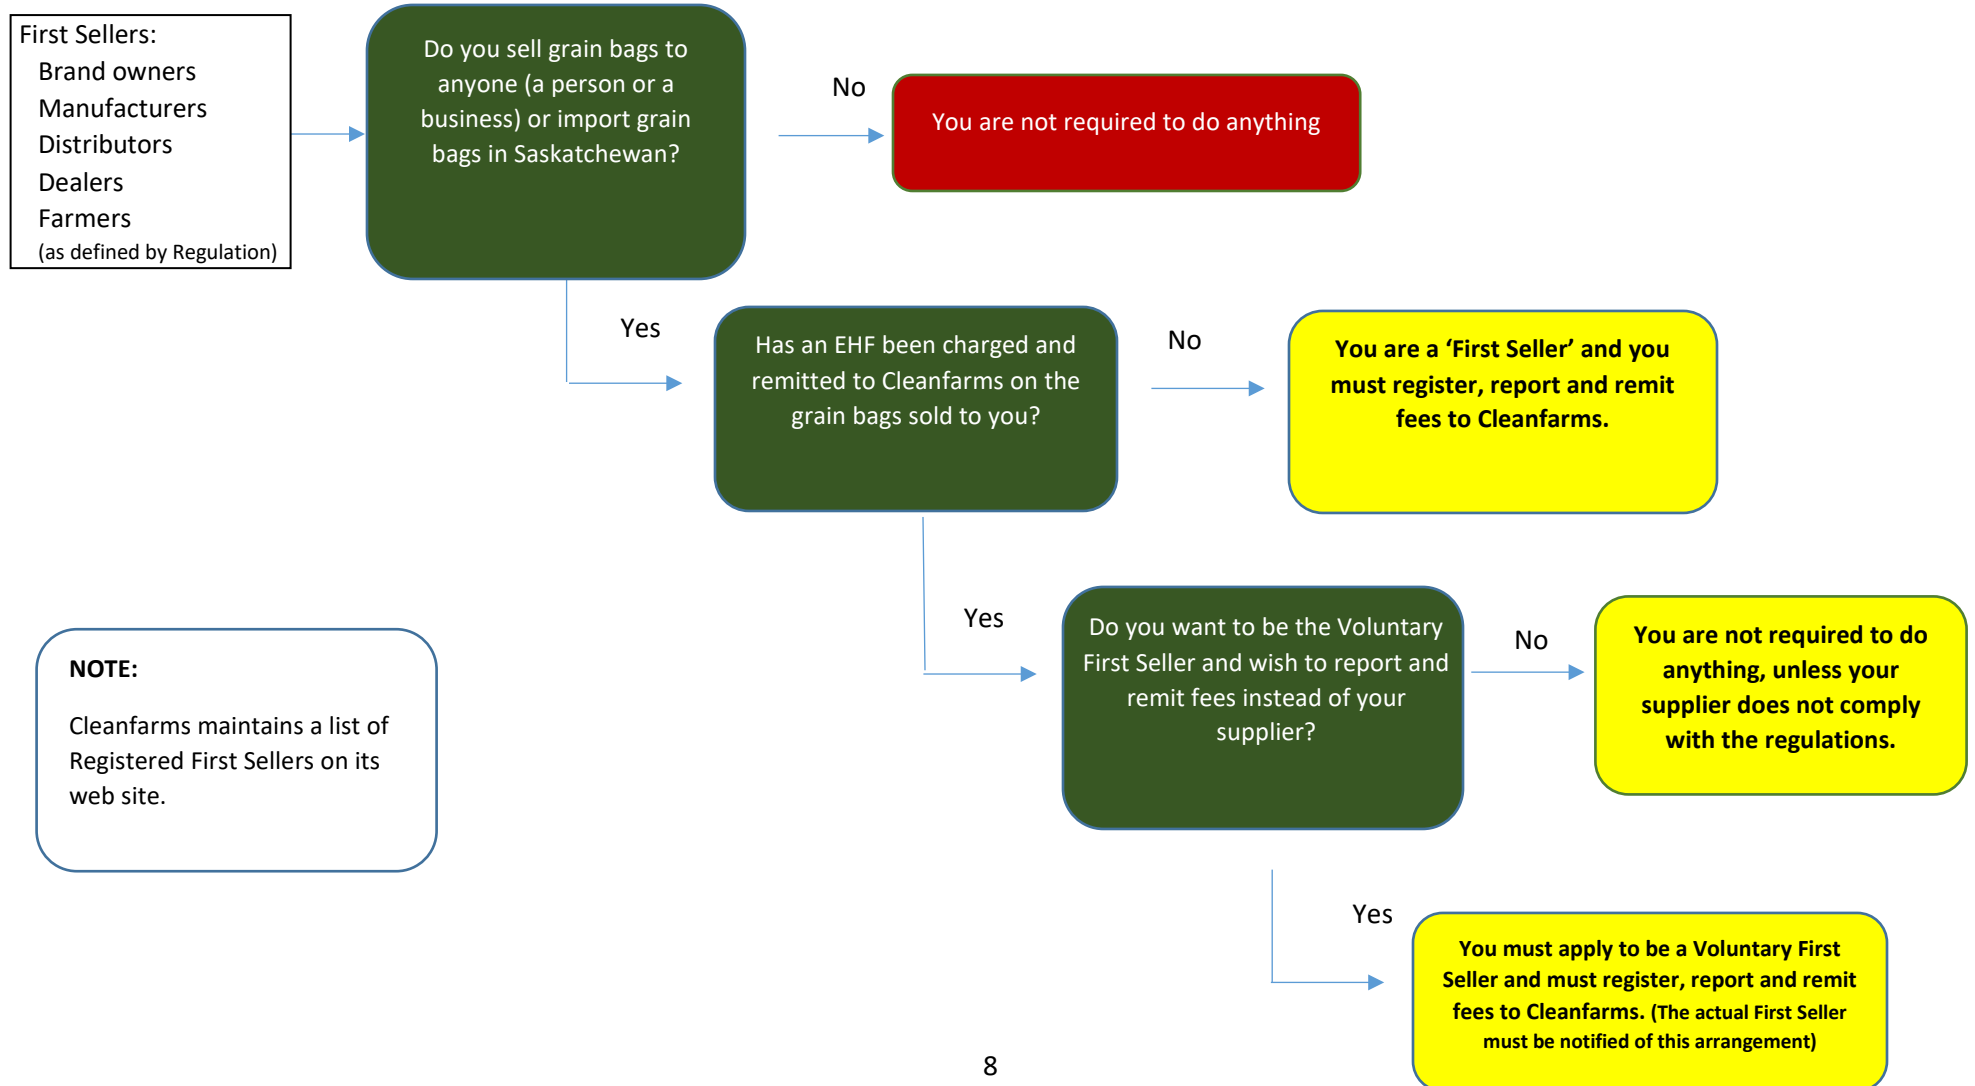 First Sellers:
Brand owners
Manufacturers
Distributors
Dealers
Farmers
(as defined by Regulation)
Do you sell grain bags to
anyone (a person or a
business) or import grain
bags in Saskatchewan?
No
You are not required to do anything
Yes
Has an EHF been charged and
remitted to Cleanfarms on the
grain bags sold to you?
No
You are a ‘First Seller’ and you
must register, report and remit
fees to Cleanfarms.
Yes
Do you want to be the Voluntary
First Seller and wish to report and
remit fees instead of your
supplier?
No
You are not required to do
anything, unless your
supplier does not comply
with the regulations.
NOTE:
Cleanfarms maintains a list of
Registered First Sellers on its
web site.
Yes
You must apply to be a Voluntary First
Seller and must register, report and remit
fees to Cleanfarms. (The actual First Seller
must be notified of this arrangement)
8